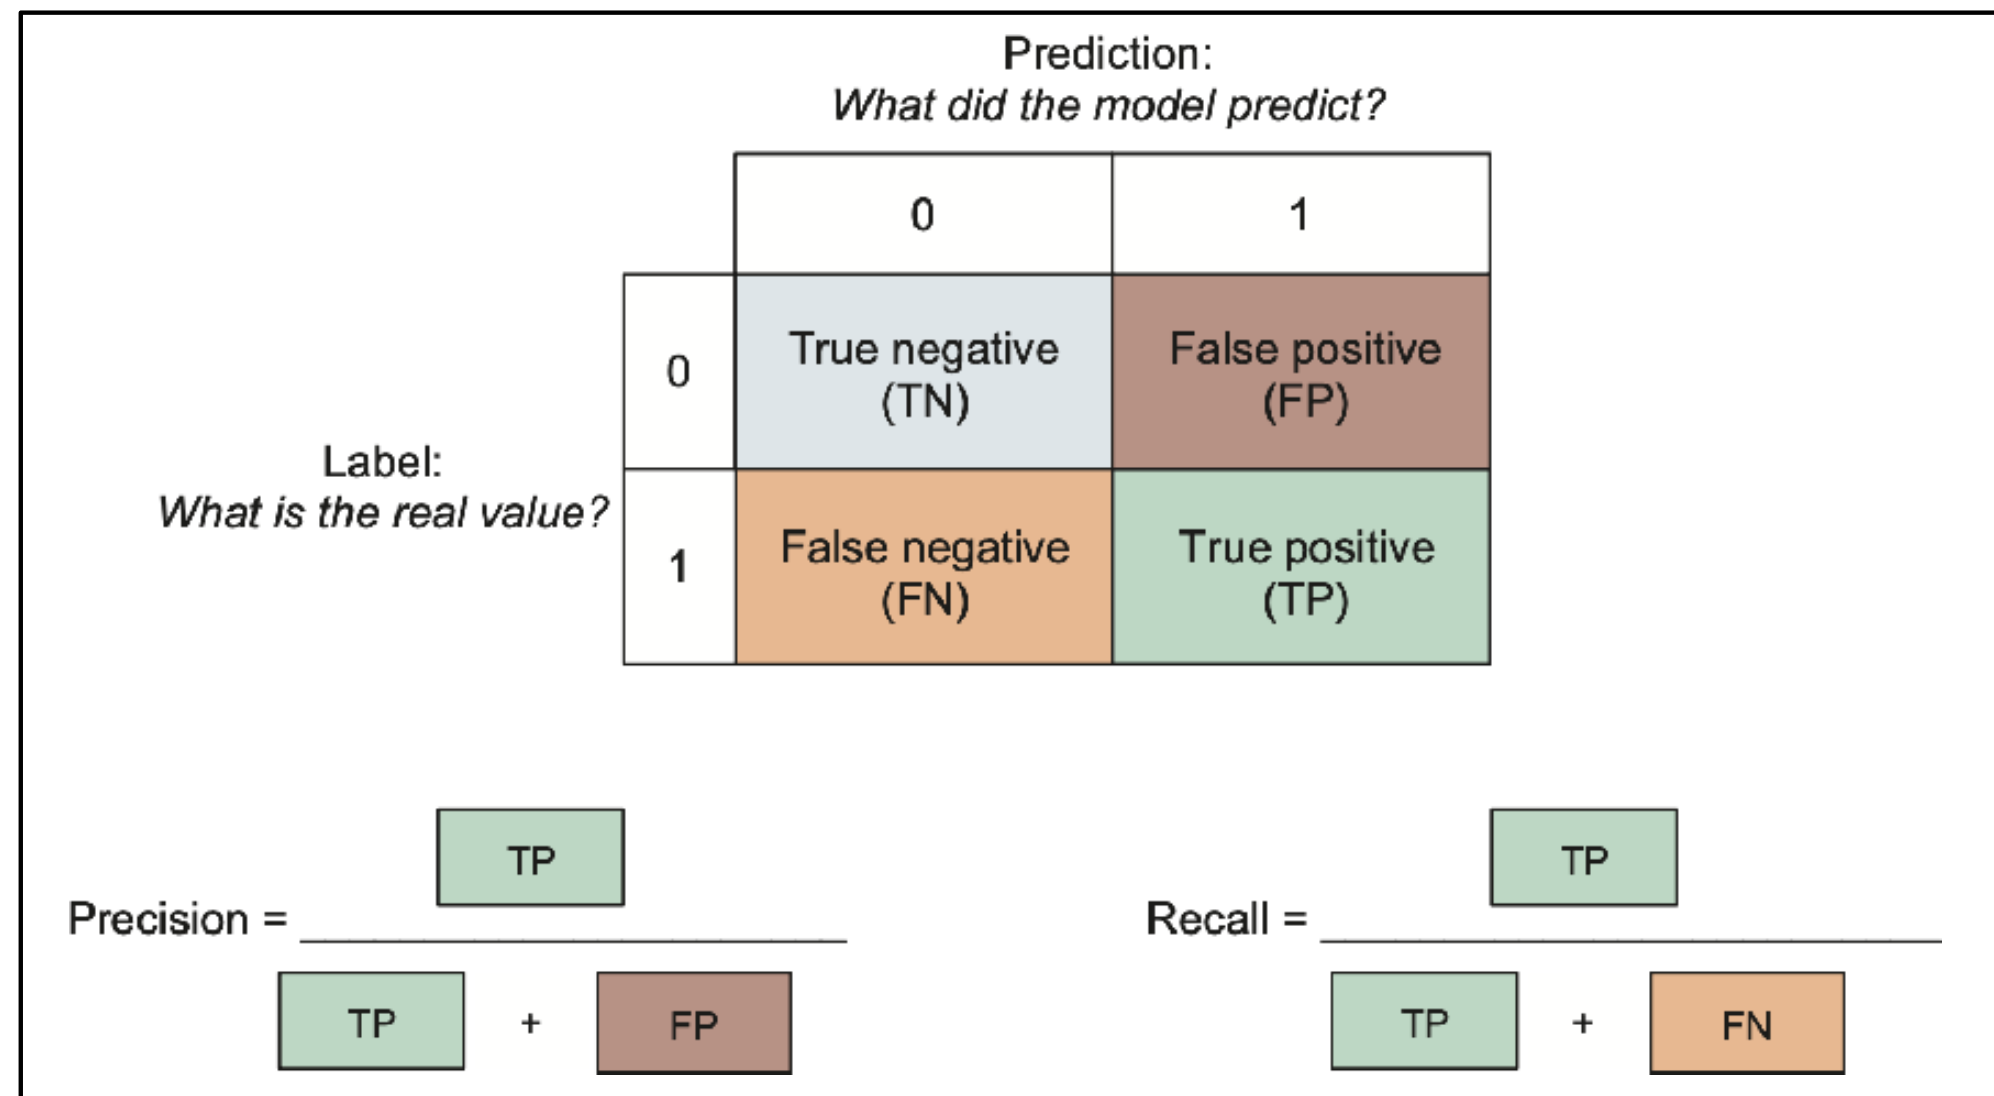 Prediction:
What did the model predict?
0 1
True negative False positive
0
(TN) (FP)
Label:
What is the real value?
False negative True positive
1
(FN) (TP)
TP
Precision =
TP + FP
TP
Recall =
TP + FN